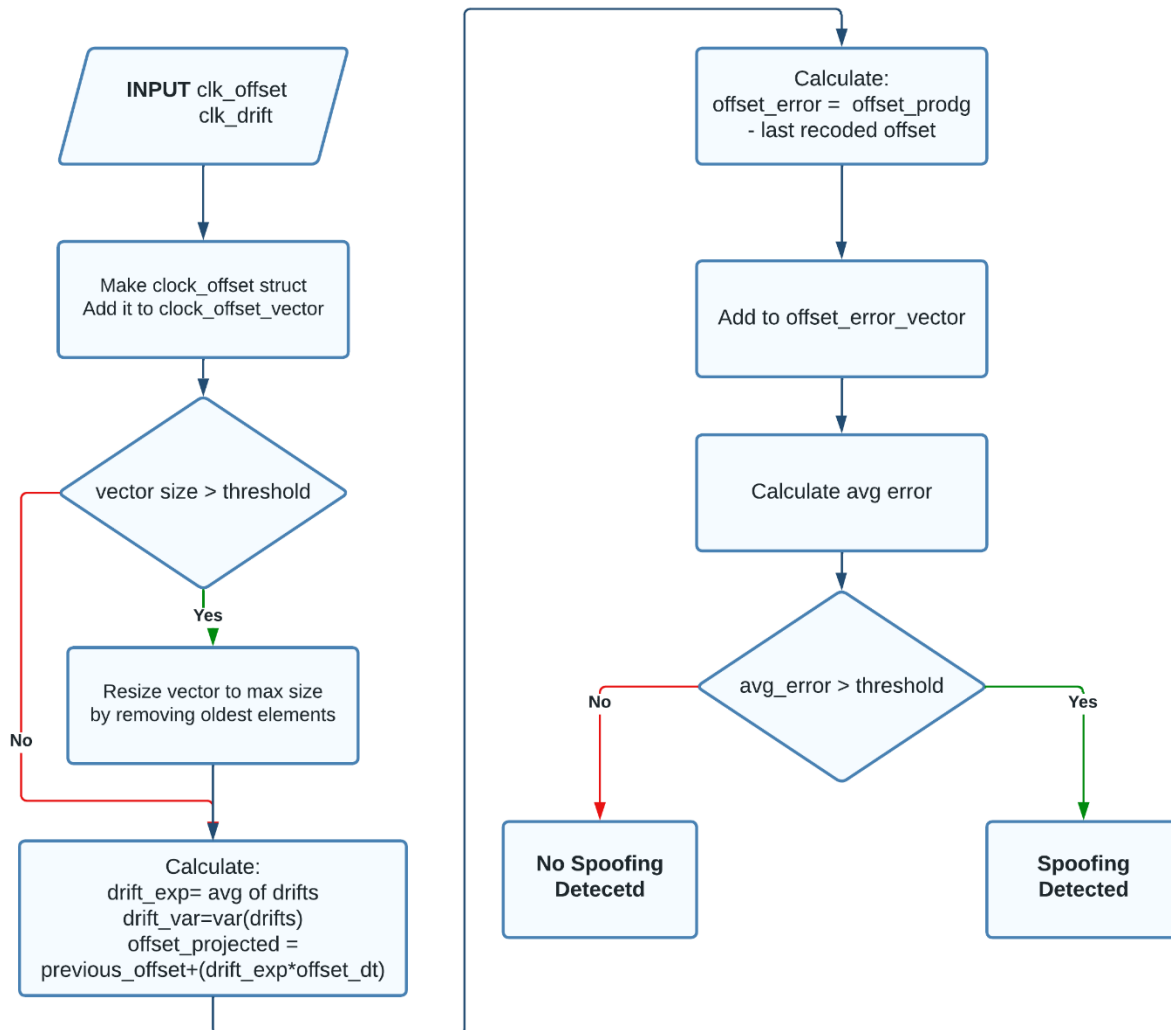 INPUT clk_offset
clk_drift
Make clock_offset struct
Add it to clock_offset_vector
vector size > threshold
Yes
Resize vector to max size
by removing oldest elements
No
Calculate:
drift_exp= avg of drifts
drift_var=var(drifts)
offset_projected =
previous_offset+(drift_exp*offset_dt)
Calculate:
offset_error =  offset_prodg
- last recoded offset
Add to offset_error_vector
Calculate avg error
avg_error > threshold
No
Yes
No Spoofing
Detecetd
Spoofing
Detected